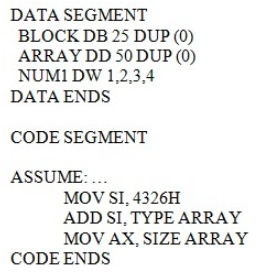 DATA SEGMENT
BLOCK DB 25 DUP (0)
ARRAY DD 50 DUP (0)
NUM1 DW 1,2,3,4
DATA ENDS
CODE SEGMENT
ASSUME: ...
MOV SI, 4326H
ADD SI, TYPE ARRAY
MOV AX, SIZE ARRAY
CODE ENDS